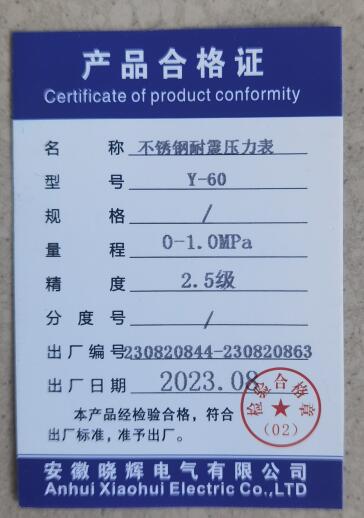 产品合格证
Certificate of product conformity
名 称 不锈钢耐震压力表
型 号 Y-60
规 格 /
量 程 0-1.0MPa
精 度 2.5级
分 度 号 /
出厂编号 230820844-230820863
出厂日期 2023.08
检验合格章
(02)
本产品经检验合格，符合
出厂标准，准予出厂。
安徽晓辉电气有限公司
Anhui Xiaohui Electric Co.,LTD